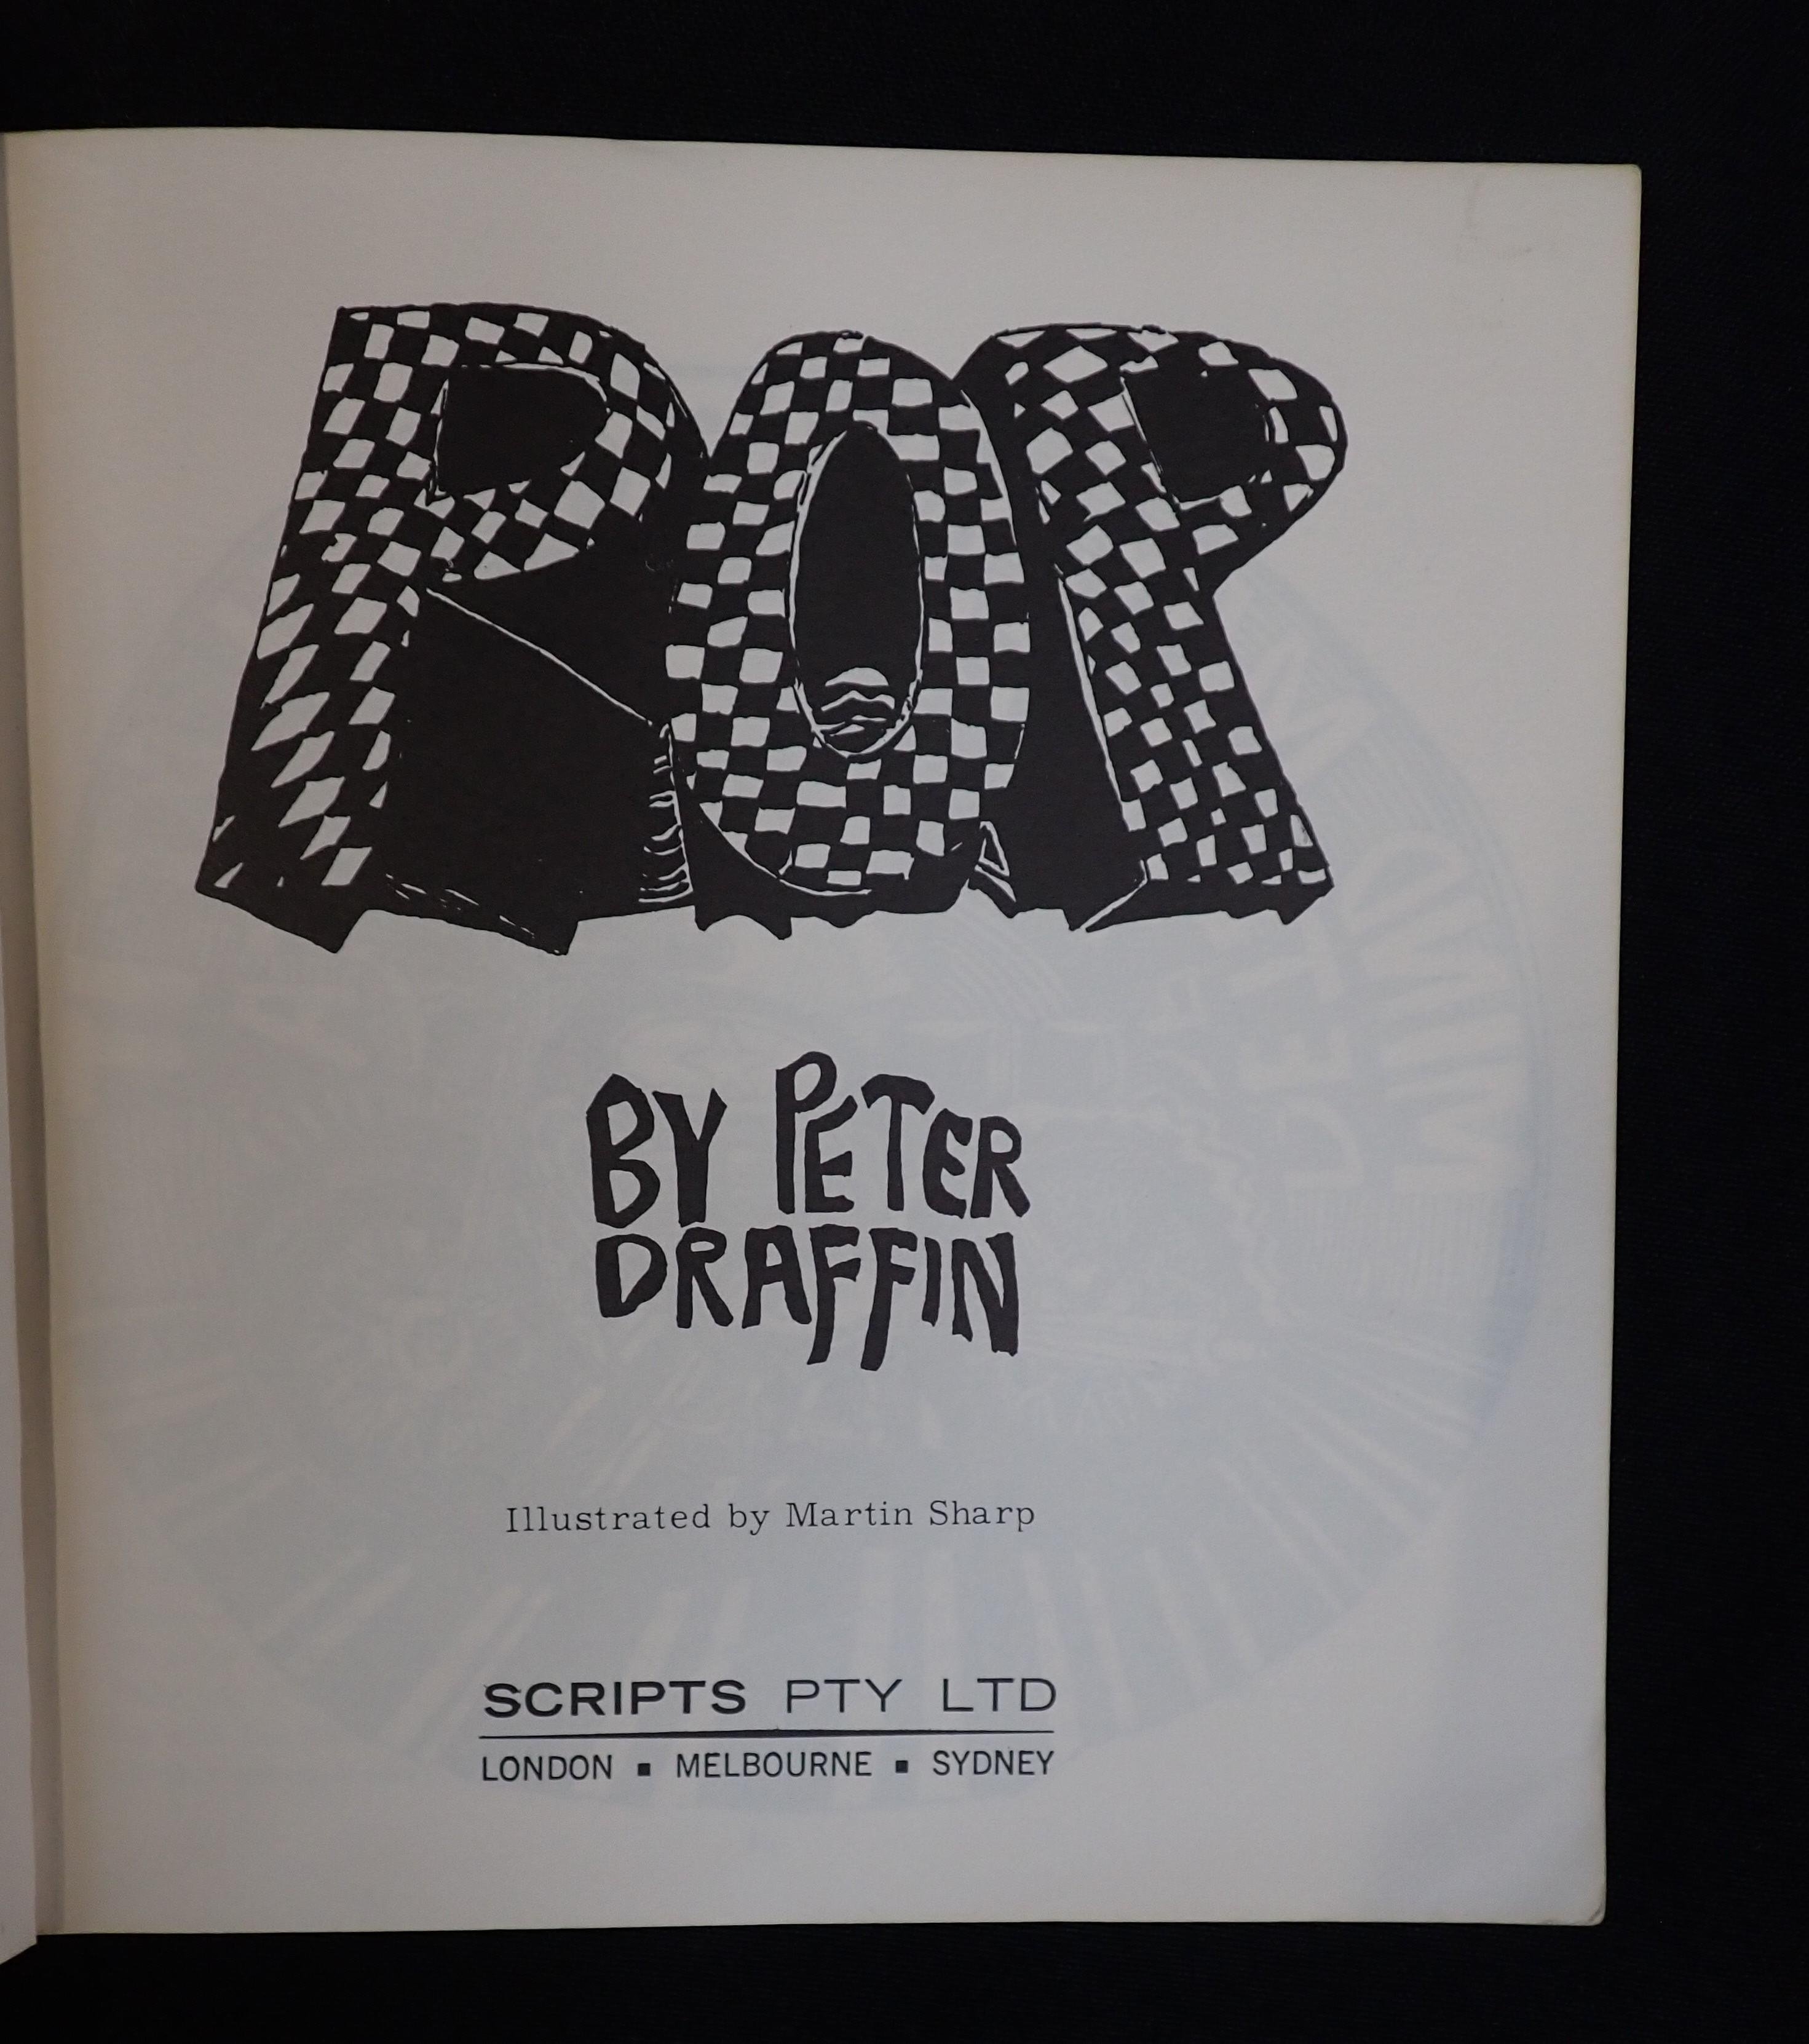 POP
BY PETER
DRAFFIN
Illustrated by Martin Sharp
SCRIPTS PTY LTD
LONDON ▪ MELBOURNE ▪ SYDNEY